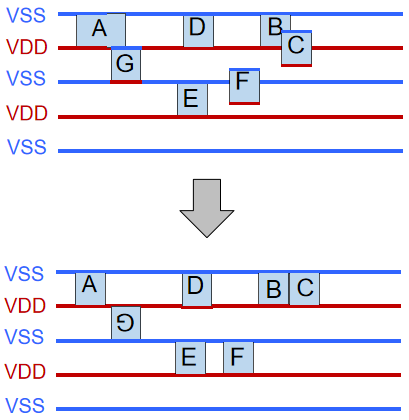 VSS A D B
VDD G C
VSS F
VDD E
VSS
VSS A D B C
VDD G
VSS E F
VDD
VSS